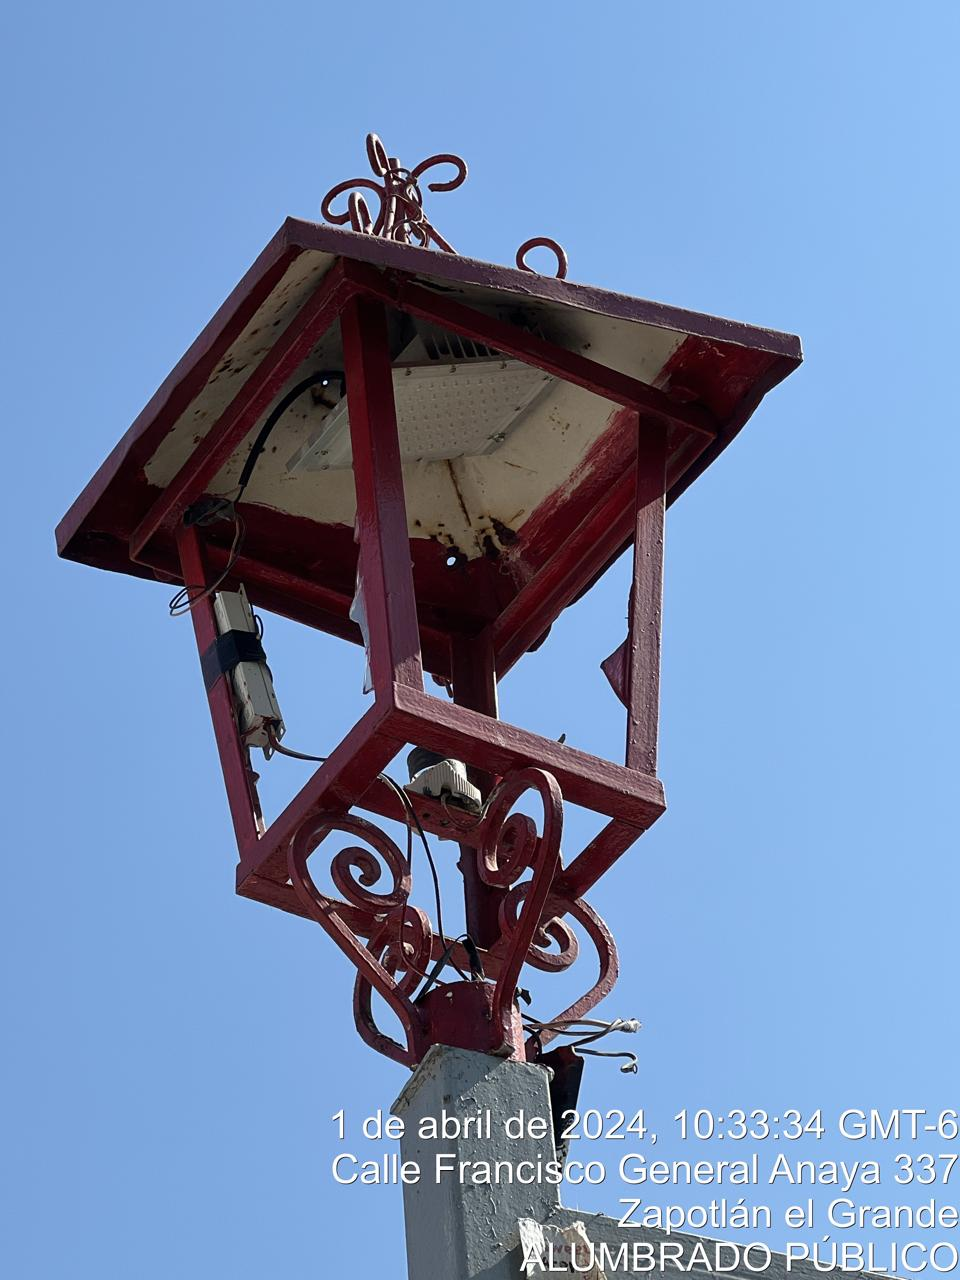 1 de abril de 2024, 10:33:34 GMT-6
Calle Francisco General Anaya 337
Zapotlán el Grande
ALUMBRADO PÚBLICO